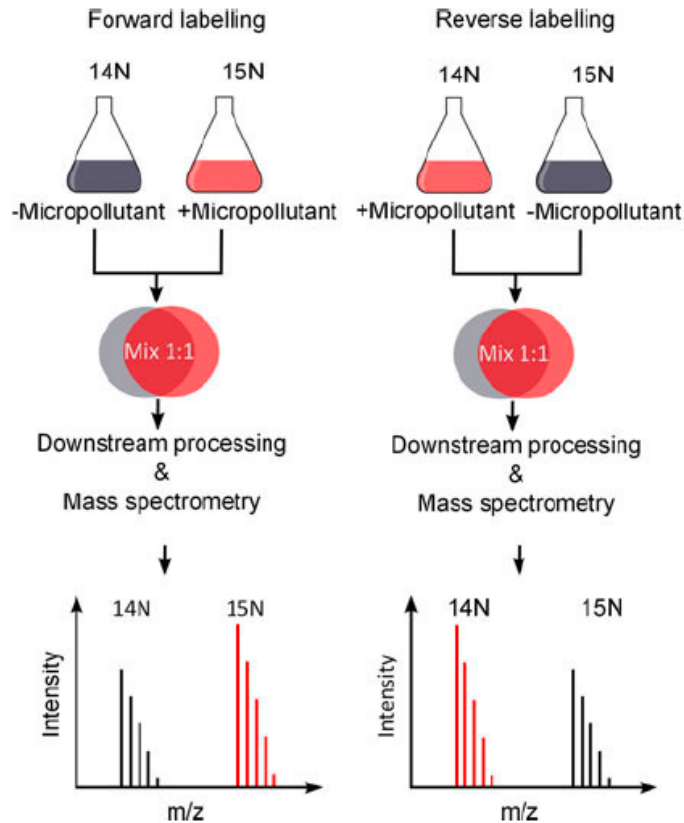 Forward labelling
14N 15N
-Micropollutant +Micropollutant
Mix 1:1
Downstream processing
&
Mass spectrometry
14N 15N
Intensity
m/z
Reverse labelling
14N 15N
+Micropollutant -Micropollutant
Mix 1:1
Downstream processing
&
Mass spectrometry
14N 15N
Intensity
m/z